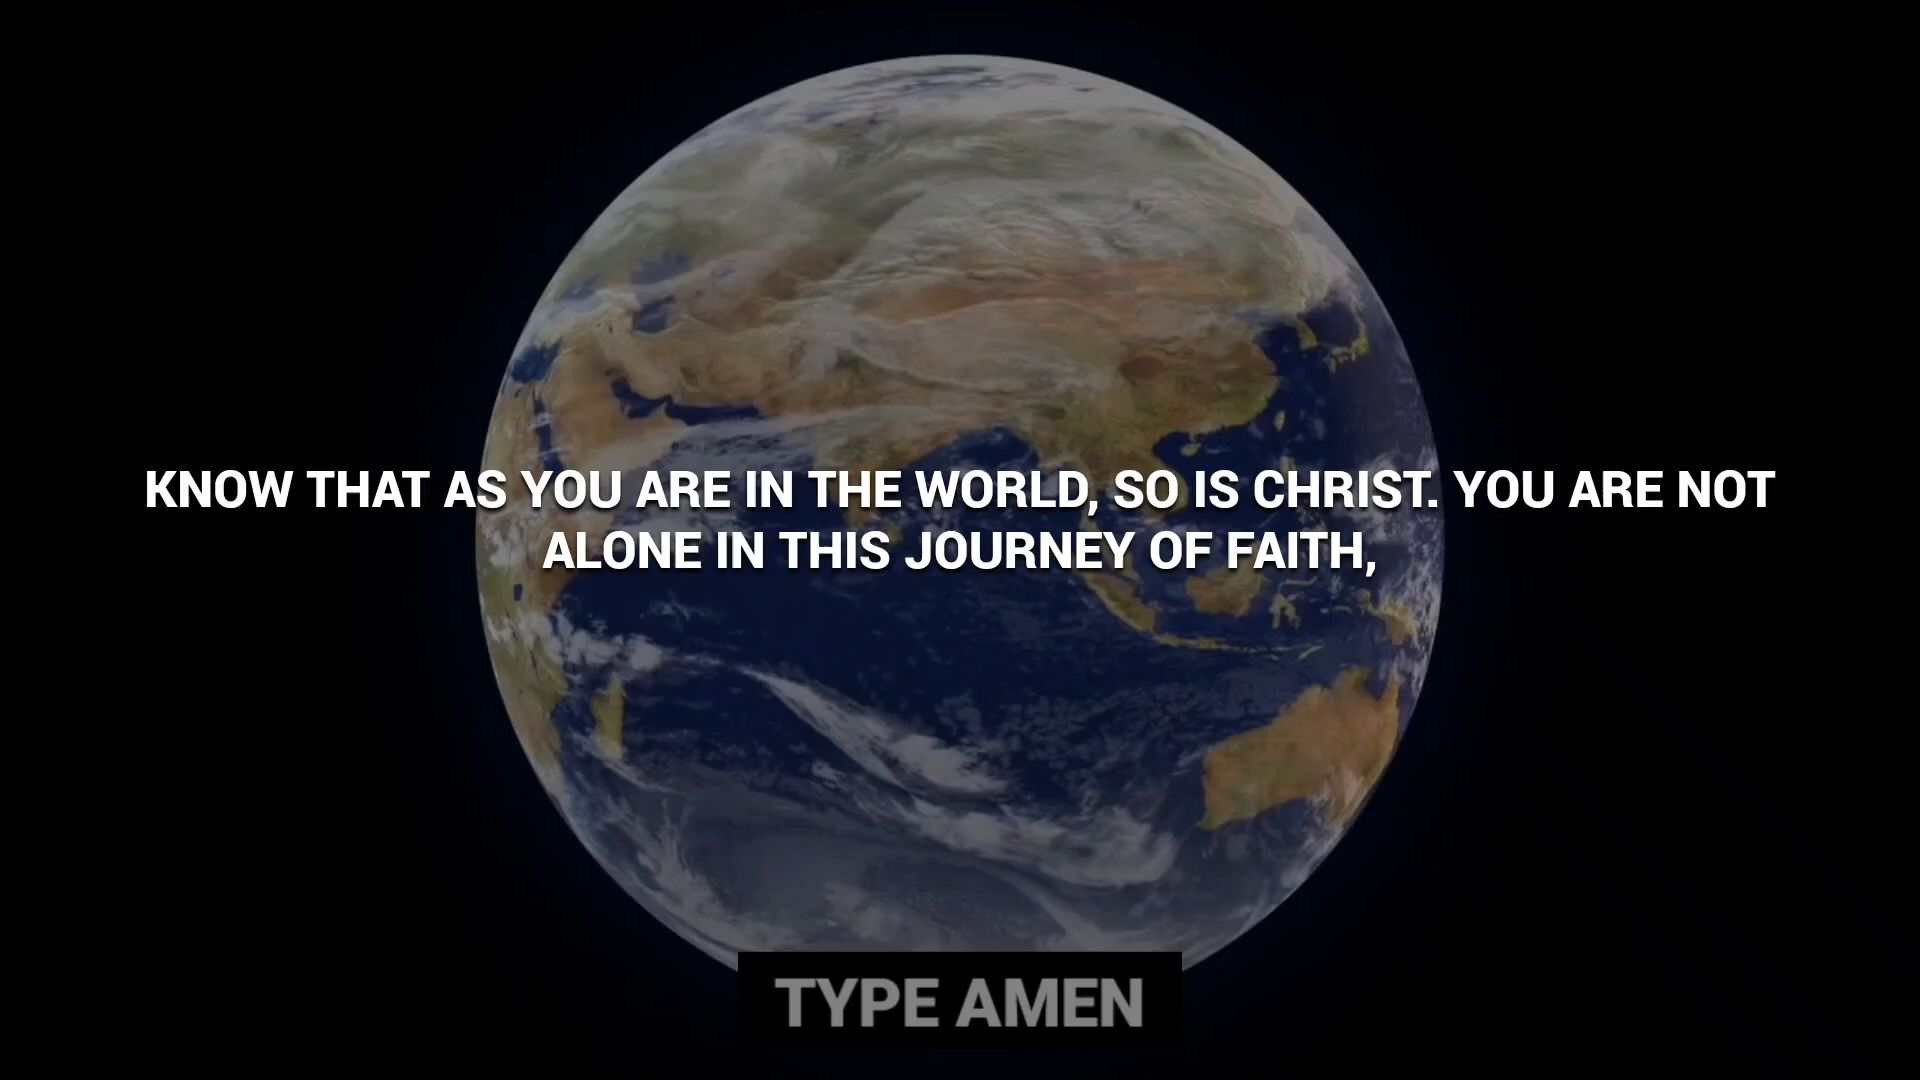 KNOW THAT AS YOU ARE IN THE WORLD, SO IS CHRIST. YOU ARE NOT
ALONE IN THIS JOURNEY OF FAITH,
TYPE AMEN